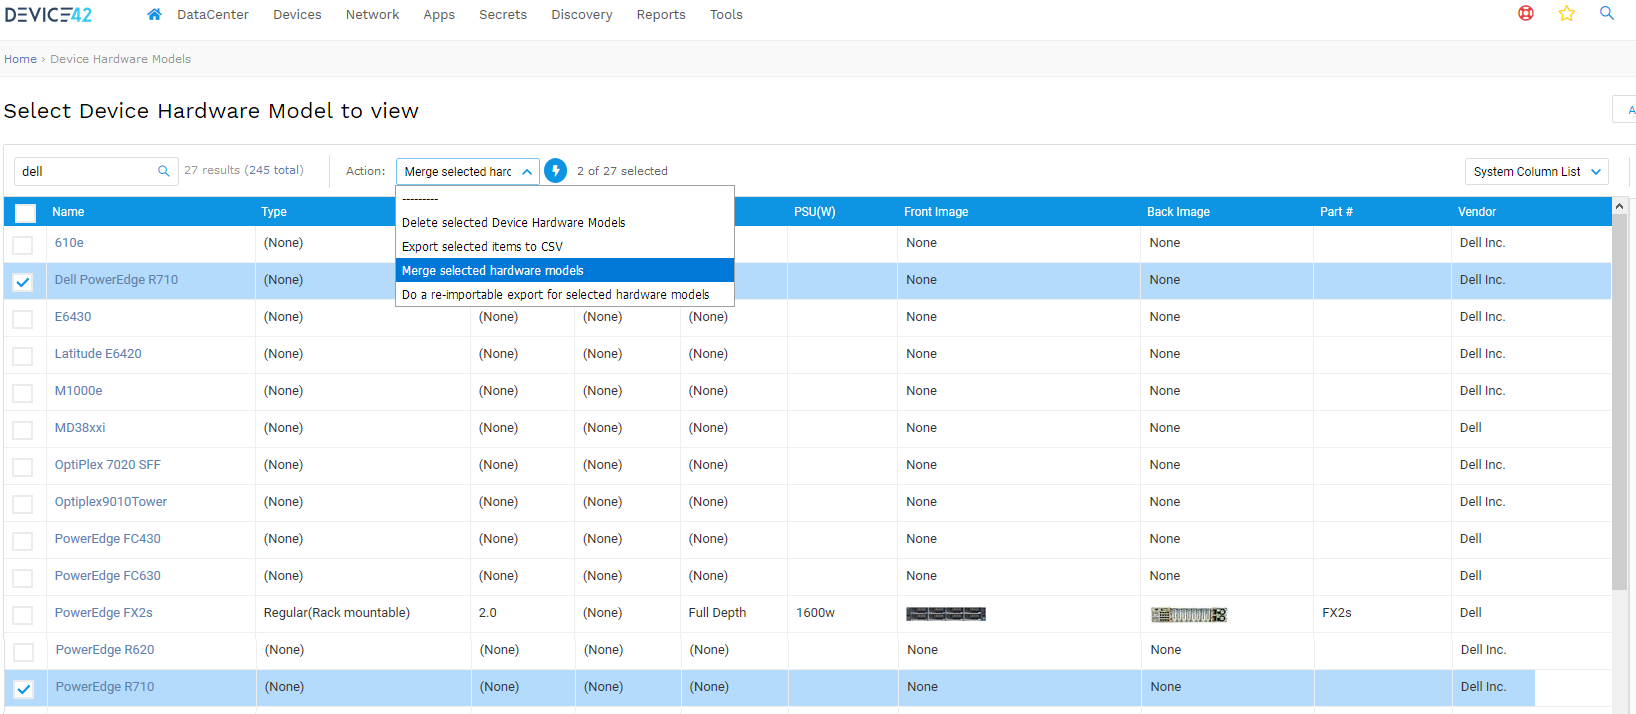 DEVICE42 DataCenter Devices Network Apps Secrets Discovery Reports Tools
Home › Device Hardware Models
Select Device Hardware Model to view
A
dell 27 results (245 total) Action: Merge selected harc 2 of 27 selected System Column List
---------
Delete selected Device Hardware Models
Export selected items to CSV
Merge selected hardware models
Do a re-importable export for selected hardware models
Name Type PSU(W) Front Image Back Image Part # Vendor
610e (None) None None Dell Inc.
Dell PowerEdge R710 (None) None None Dell Inc.
E6430 (None) (None) (None) (None) None None Dell Inc.
Latitude E6420 (None) (None) (None) (None) None None Dell Inc.
M1000e (None) (None) (None) (None) None None Dell Inc.
MD38xxi (None) (None) (None) (None) None None Dell
OptiPlex 7020 SFF (None) (None) (None) (None) None None Dell Inc.
Optiplex9010Tower (None) (None) (None) (None) None None Dell Inc.
PowerEdge FC430 (None) (None) (None) (None) None None Dell
PowerEdge FC630 (None) (None) (None) (None) None None Dell
PowerEdge FX2s Regular(Rack mountable) 2.0 (None) Full Depth 1600w FX2s Dell
PowerEdge R620 (None) (None) (None) (None) None None Dell Inc.
PowerEdge R710 (None) (None) (None) (None) None None Dell Inc.